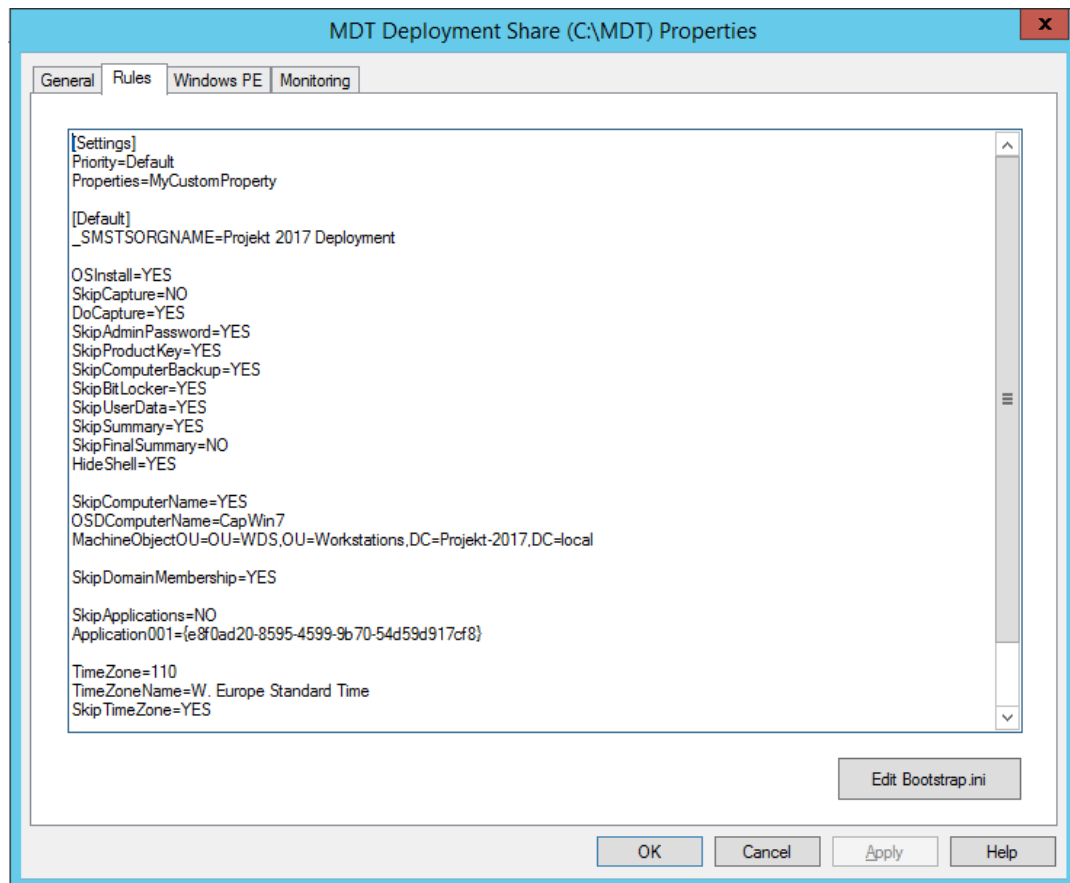 MDT Deployment Share (C:\MDT) Properties
x
General Rules Windows PE Monitoring
[Settings]
Priority=Default
Properties=MyCustomProperty
[Default]
_SMSTSORGNAME=Projekt 2017 Deployment
OSInstall=YES
SkipCapture=NO
DoCapture=YES
SkipAdminPassword=YES
SkipProductKey=YES
SkipComputerBackup=YES
SkipBitLocker=YES
SkipUserData=YES
SkipSummary=YES
SkipFinalSummary=NO
HideShell=YES
SkipComputerName=YES
OSDComputerName=CapWin7
MachineObjectOU=OU=WDS,OU=Workstations,DC=Projekt-2017,DC=local
SkipDomainMembership=YES
SkipApplications=NO
Application001={e8f0ad20-8595-4599-9b70-54d59d917cf8}
TimeZone=110
TimeZoneName=W. Europe Standard Time
SkipTimeZone=YES
Edit Bootstrap.ini
OK Cancel Apply Help